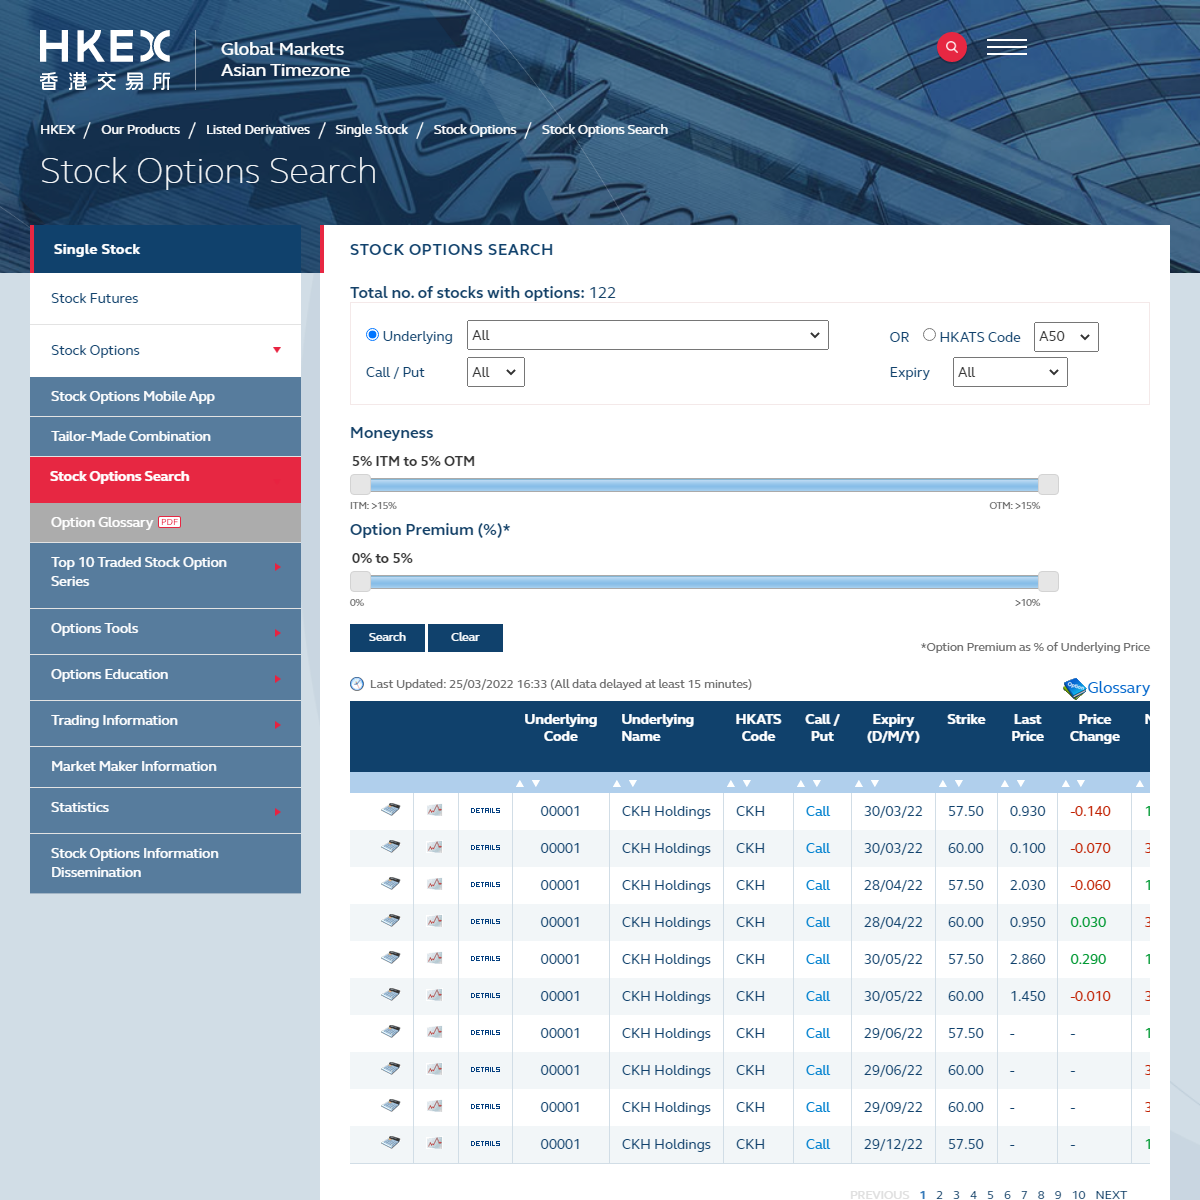 HKEX
香港交易所
Global Markets
Asian Timezone
HKEX / Our Products / Listed Derivatives / Single Stock / Stock Options / Stock Options Search
Stock Options Search
Single Stock
Stock Futures
Stock Options
Stock Options Mobile App
Tailor-Made Combination
Stock Options Search
Option Glossary PDF
Top 10 Traded Stock Option
Series
Options Tools
Options Education
Trading Information
Market Maker Information
Statistics
Stock Options Information
Dissemination
STOCK OPTIONS SEARCH
Total no. of stocks with options: 122
Underlying All OR HKATS Code A50
Call / Put All Expiry All
Moneyness
5% ITM to 5% OTM
ITM: >15% OTM: >15%
Option Premium (%)*
0% to 5%
0% >10%
Search Clear
*Option Premium as % of Underlying Price
Last Updated: 25/03/2022 16:33 (All data delayed at least 15 minutes)
Glossary
Underlying Underlying HKATS Call / Expiry Strike Last Price
Code Name Code Put (D/M/Y) Price Change
DETAILS 00001 CKH Holdings CKH Call 30/03/22 57.50 0.930 -0.140 1
DETAILS 00001 CKH Holdings CKH Call 30/03/22 60.00 0.100 -0.070 3
DETAILS 00001 CKH Holdings CKH Call 28/04/22 57.50 2.030 -0.060 1
DETAILS 00001 CKH Holdings CKH Call 28/04/22 60.00 0.950 0.030 3
DETAILS 00001 CKH Holdings CKH Call 30/05/22 57.50 2.860 0.290 1
DETAILS 00001 CKH Holdings CKH Call 30/05/22 60.00 1.450 -0.010 3
DETAILS 00001 CKH Holdings CKH Call 29/06/22 57.50 - - 1
DETAILS 00001 CKH Holdings CKH Call 29/06/22 60.00 - - 3
DETAILS 00001 CKH Holdings CKH Call 29/09/22 60.00 - - 3
DETAILS 00001 CKH Holdings CKH Call 29/12/22 57.50 - - 1
PREVIOUS 1 2 3 4 5 6 7 8 9 10 NEXT